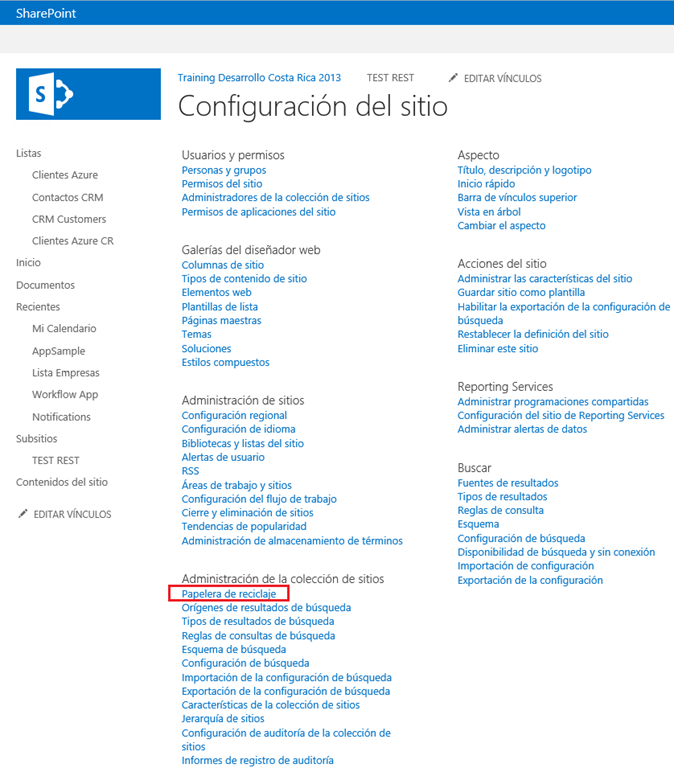 SharePoint
Training Desarrollo Costa Rica 2013
TEST REST
EDITAR VÍNCULOS
S
Configuración del sitio
Listas
Clientes Azure
Contactos CRM
CRM Customers
Clientes Azure CR
Inicio
Documentos
Recientes
Mi Calendario
AppSample
Lista Empresas
Workflow App
Notifications
Subsitios
TEST REST
Contenidos del sitio
EDITAR VÍNCULOS
Usuarios y permisos
Personas y grupos
Permisos del sitio
Administradores de la colección de sitios
Permisos de aplicaciones del sitio
Galerías del diseñador web
Columnas de sitio
Tipos de contenido de sitio
Elementos web
Plantillas de lista
Páginas maestras
Temas
Soluciones
Estilos compuestos
Administración de sitios
Configuración regional
Configuración de idioma
Bibliotecas y listas del sitio
Alertas de usuario
RSS
Áreas de trabajo y sitios
Configuración del flujo de trabajo
Cierre y eliminación de sitios
Tendencias de popularidad
Administración de almacenamiento de términos
Administración de la colección de sitios
Papelera de reciclaje
Orígenes de resultados de búsqueda
Tipos de resultados de búsqueda
Reglas de consultas de búsqueda
Esquema de búsqueda
Configuración de búsqueda
Importación de la configuración de búsqueda
Exportación de la configuración de búsqueda
Características de la colección de sitios
Jerarquía de sitios
Configuración de auditoría de la colección de
sitios
Informes de registro de auditoría
Aspecto
Título, descripción y logotipo
Inicio rápido
Barra de vínculos superior
Vista en árbol
Cambiar el aspecto
Acciones del sitio
Administrar las características del sitio
Guardar sitio como plantilla
Habilitar la exportación de la configuración de
búsqueda
Restablecer la definición del sitio
Eliminar este sitio
Reporting Services
Administrar programaciones compartidas
Configuración del sitio de Reporting Services
Administrar alertas de datos
Buscar
Fuentes de resultados
Tipos de resultados
Reglas de consulta
Esquema
Configuración de búsqueda
Disponibilidad de búsqueda y sin conexión
Importación de configuración
Exportación de la configuración